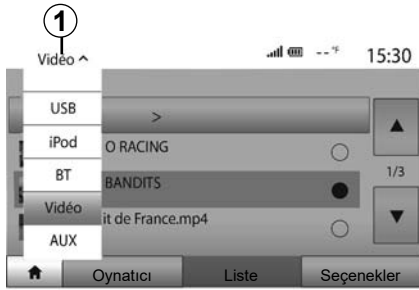 1
Vidéo ^ -- °F 15:30
USB
>
iPod
O RACING
BT
1/3
BANDITS
Vidéo
it de France.mp4
AUX
Oynatıcı Liste Seçenekler